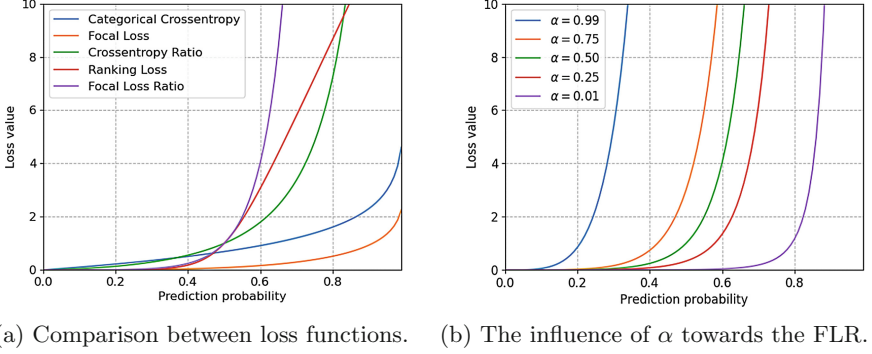 10
8
6
4
2
0
Loss value
Categorical Crossentropy
Focal Loss
Crossentropy Ratio
Ranking Loss
Focal Loss Ratio
0.0 0.2 0.4 0.6 0.8
Prediction probability
a) Comparison between loss functions.
10
8
6
4
2
0
Loss value
α = 0.99
α = 0.75
α = 0.50
α = 0.25
α = 0.01
0.0 0.2 0.4 0.6 0.8
Prediction probability
(b) The influence of α towards the FLR.